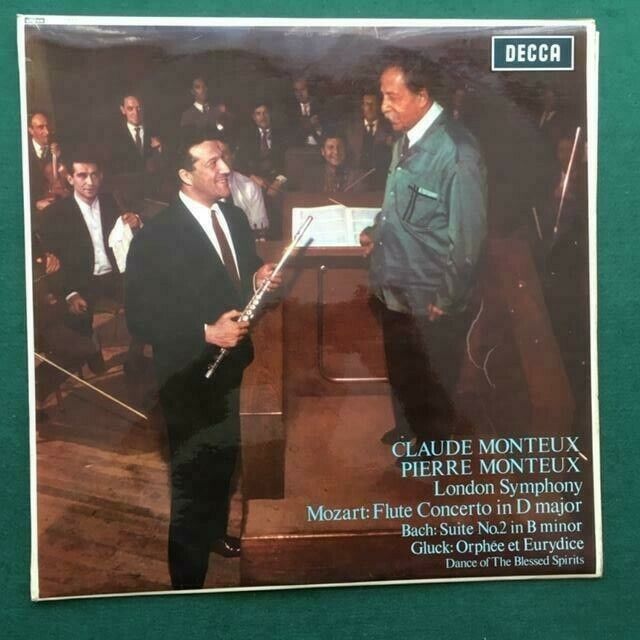 DECCA
CLAUDE MONTEUX
PIERRE MONTEUX
London Symphony
Mozart: Flute Concerto in D major
Bach: Suite No.2 in B minor
Gluck: Orphée et Eurydice
Dance of The Blessed Spirits